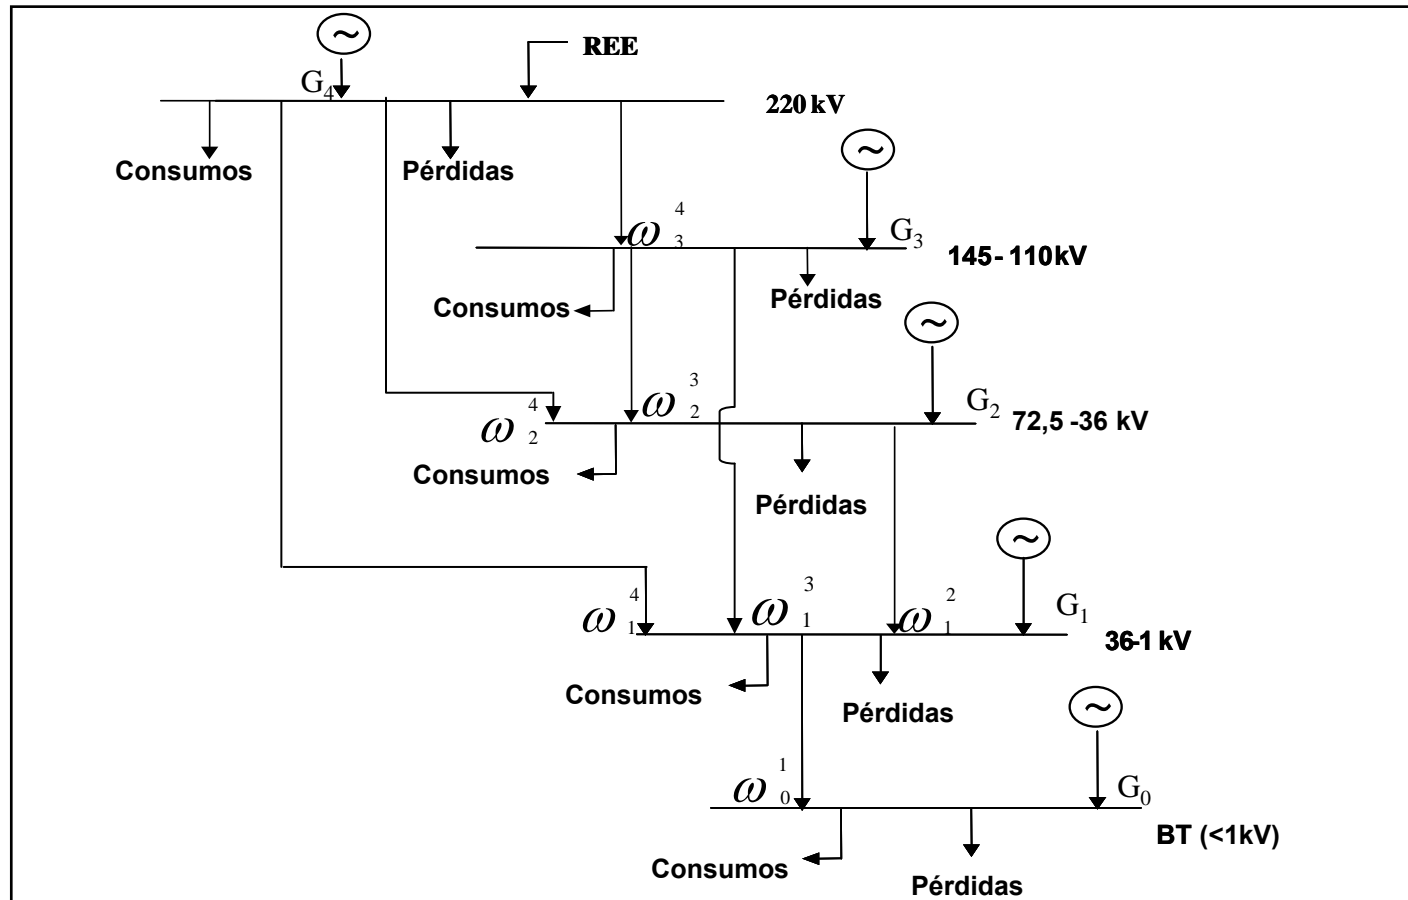 ~
REE
G4
220 kV
~
Consumos
Pérdidas
ω 4 3
G3
145 - 110kV
Consumos
Pérdidas
~
ω 4 2
ω 3 2
G2
72,5 -36 kV
Consumos
Pérdidas
~
ω 4 1
ω 3 1
ω 2 1
G1
36-1 kV
Consumos
Pérdidas
~
ω 1 0
G0
BT (<1kV)
Consumos
Pérdidas